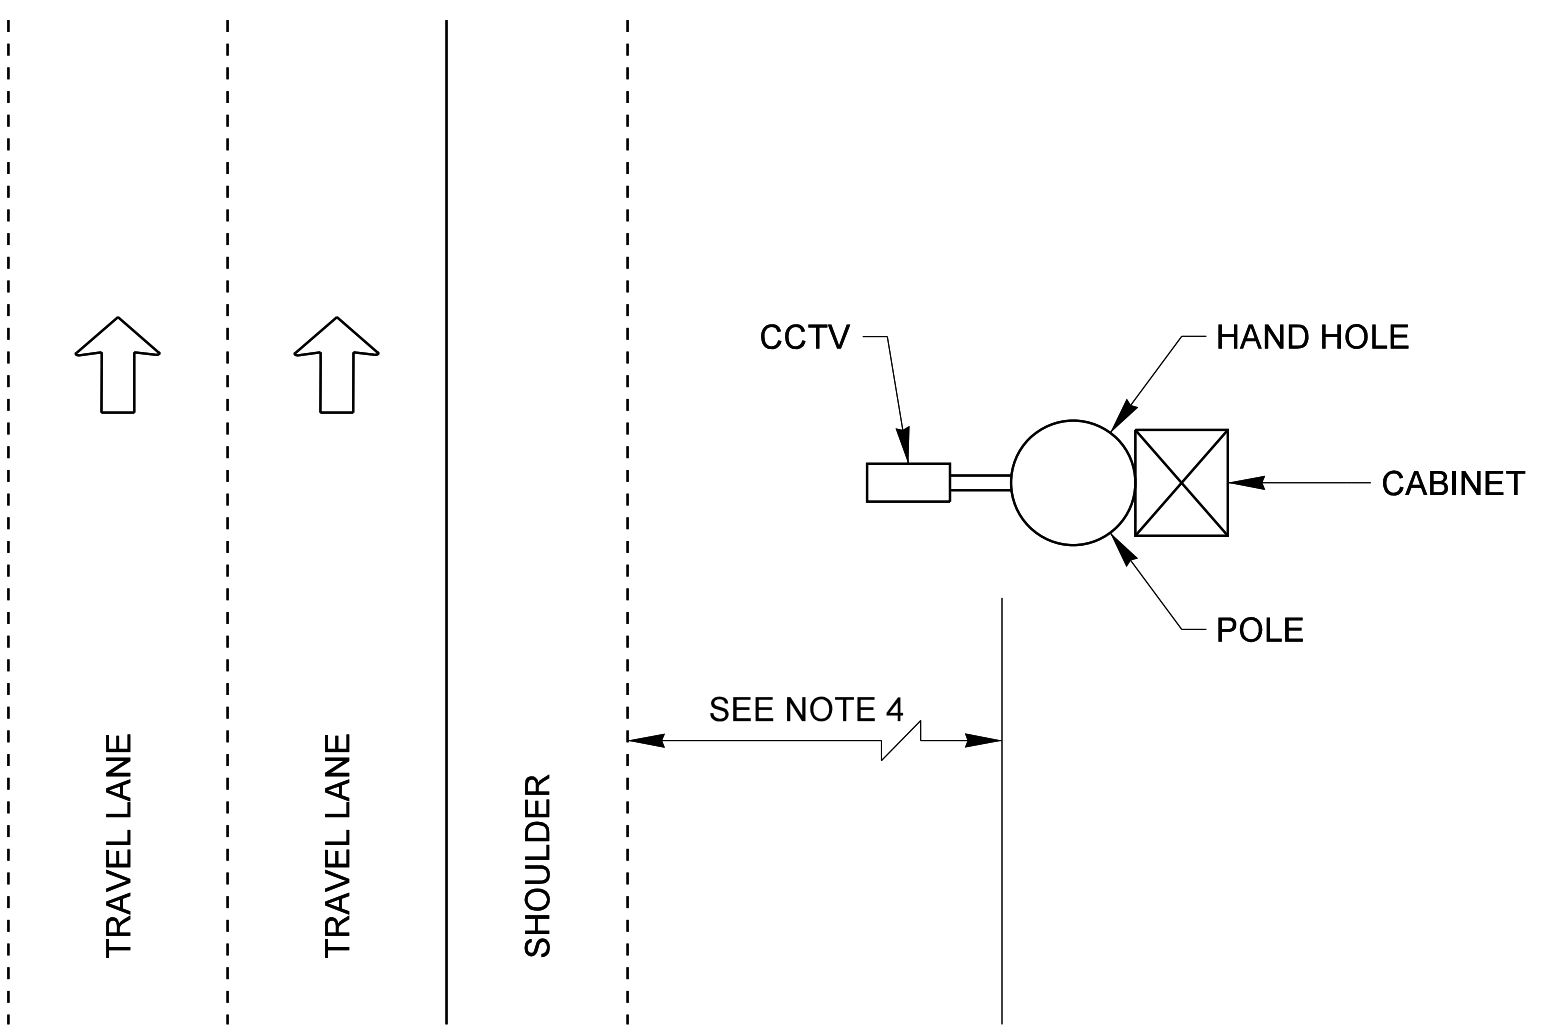 CCTV
HAND HOLE
CABINET
POLE
SEE NOTE 4
TRAVEL LANE
TRAVEL LANE
SHOULDER